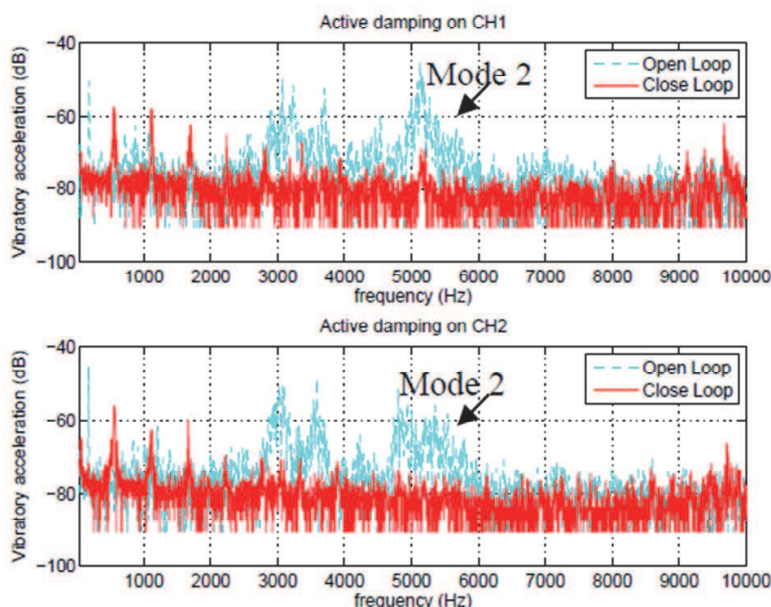 Active damping on CH1
Vibratory acceleration (dB)
−40
−60
−80
−100
Mode 2
Open Loop
Close Loop
1000 2000 3000 4000 5000 6000 7000 8000 9000 10000
frequency (Hz)
Active damping on CH2
Vibratory acceleration (dB)
−40
−60
−80
−100
Mode 2
Open Loop
Close Loop
1000 2000 3000 4000 5000 6000 7000 8000 9000 10000
frequency (Hz)